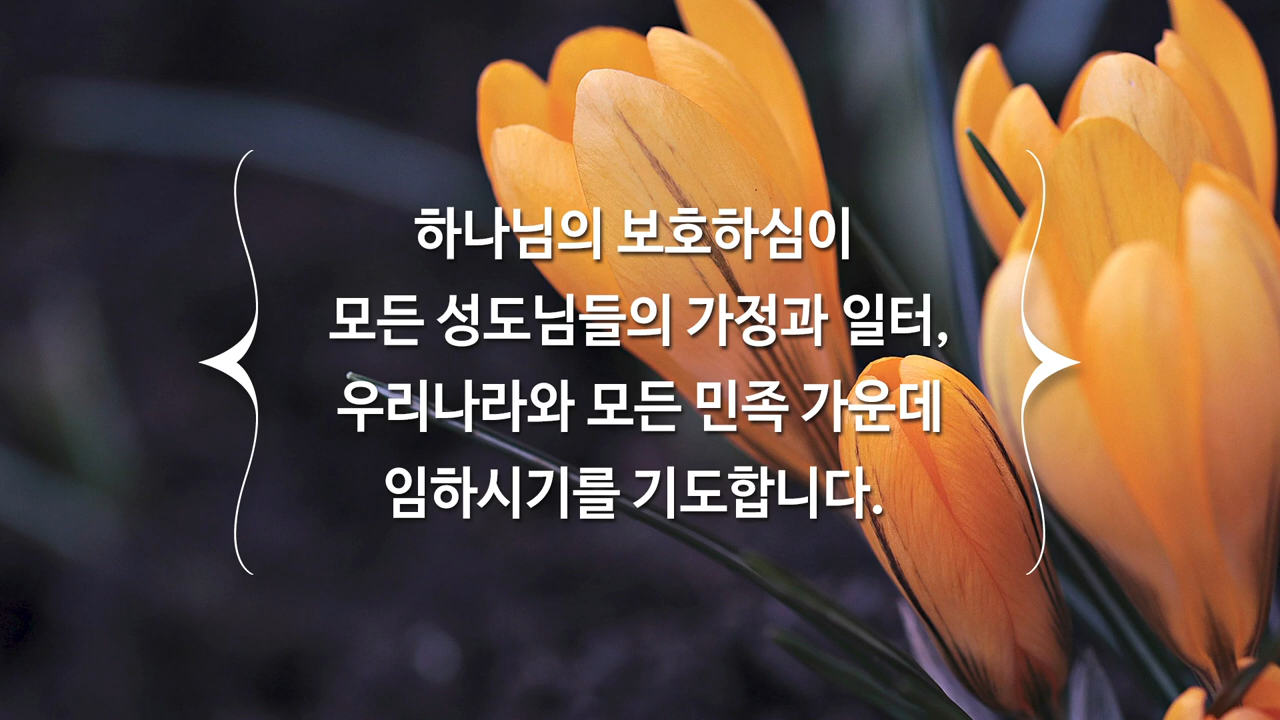 하나님의 보호하심이
모든 성도님들의 가정과 일터,
우리나라와 모든 민족 가운데
임하시기를 기도합니다.